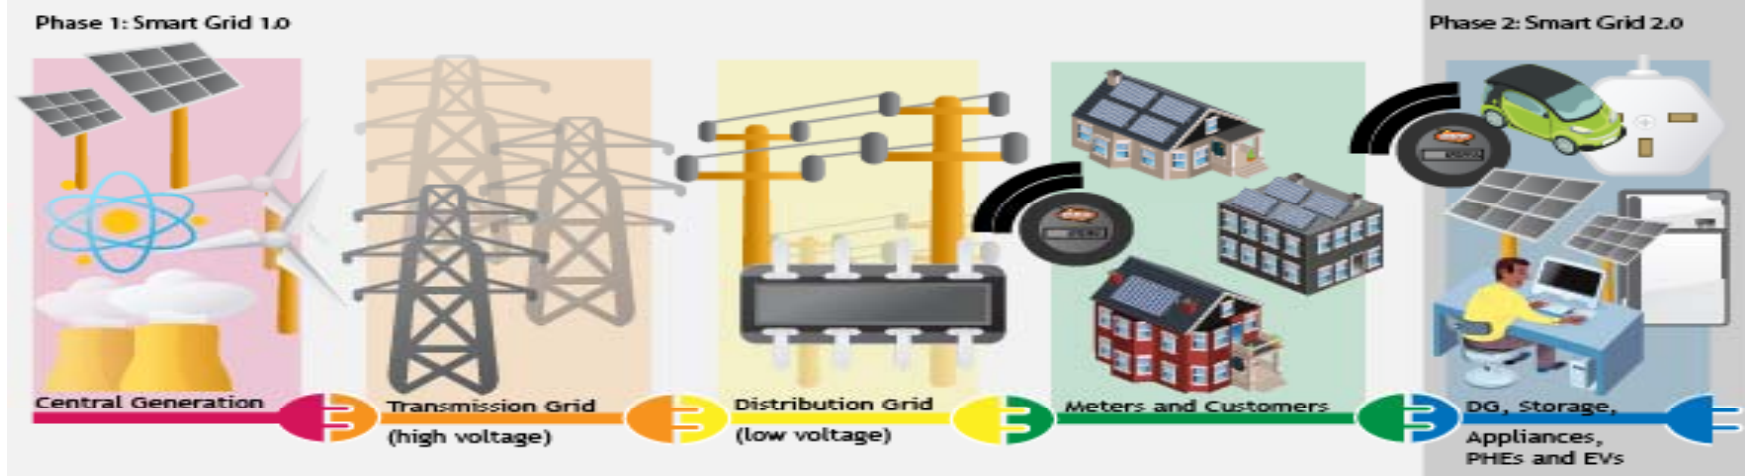 Phase 1: Smart Grid 1.0
Phase 2: Smart Grid 2.0
Central Generation
Transmission Grid
(high voltage)
Distribution Grid
(low voltage)
Meters and Customers
DG, Storage,
Appliances,
PHEs and EVs